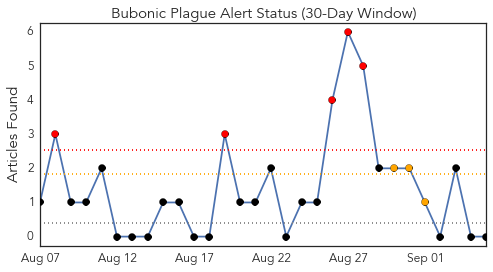 Bubonic Plague Alert Status (30-Day Window)
Articles Found
6
5
4
3
2
1
0
Aug 07 Aug 12 Aug 17 Aug 22 Aug 27 Sep 01